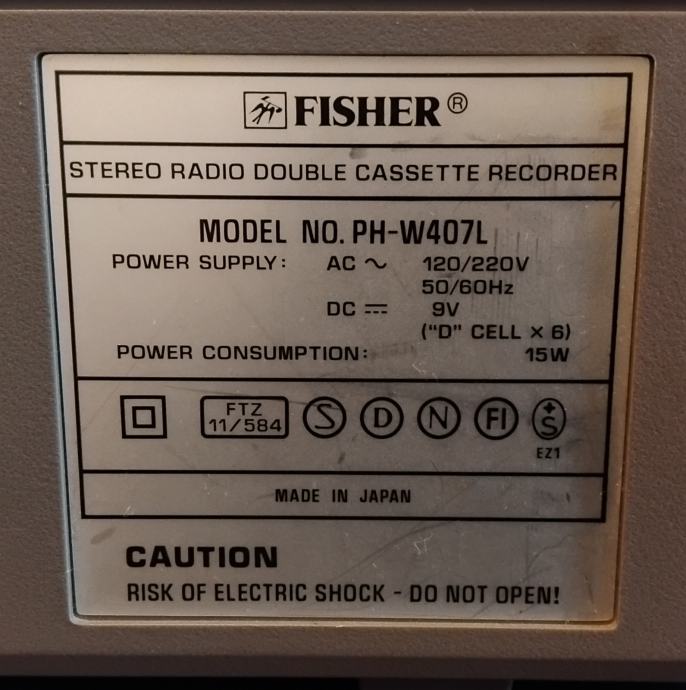 FISHER®
STEREO RADIO DOUBLE CASSETTE RECORDER
MODEL NO. PH-W407L
POWER SUPPLY: AC ~ 120/220V
50/60Hz
DC ⎓ 9V
("D" CELL × 6)
POWER CONSUMPTION: 15W
FTZ
11/584
S D N FI +S
EZ1
MADE IN JAPAN
CAUTION
RISK OF ELECTRIC SHOCK - DO NOT OPEN!